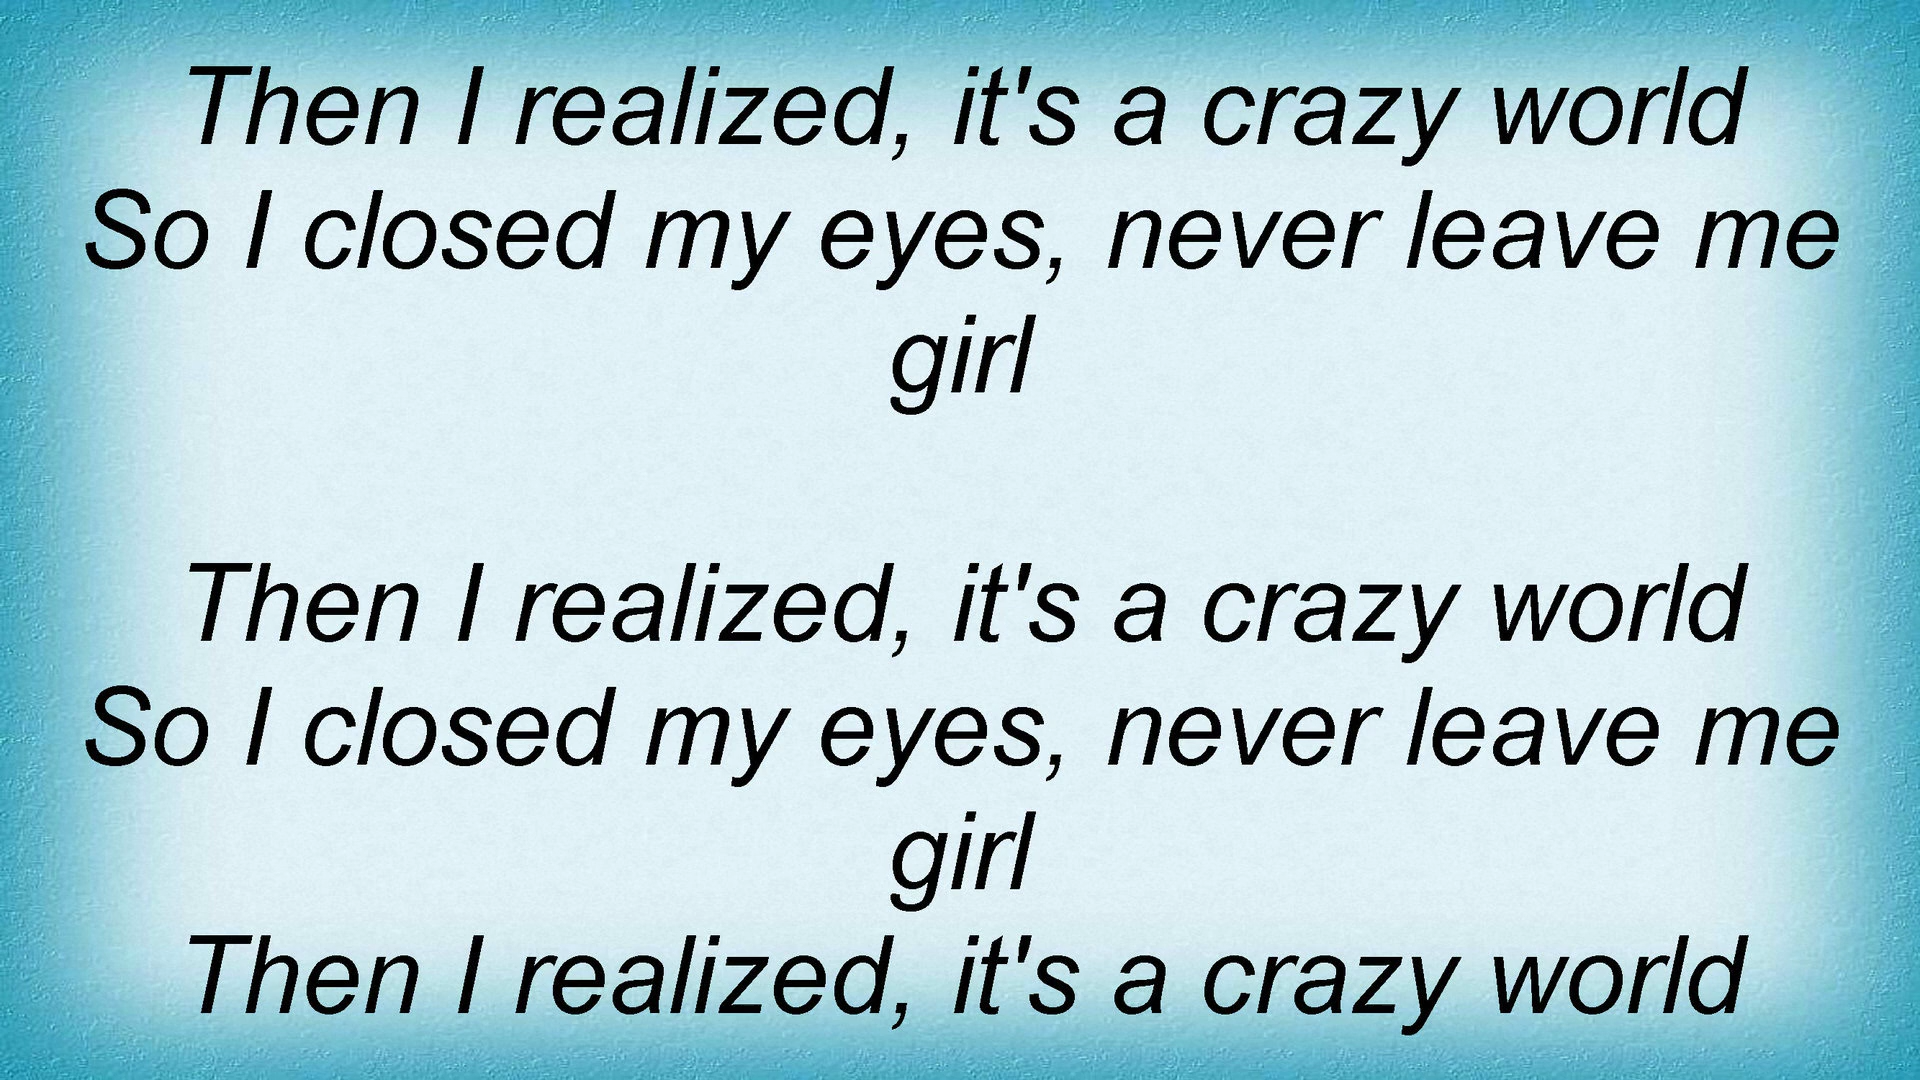 Then I realized, it's a crazy world
So I closed my eyes, never leave me
girl
Then I realized, it's a crazy world
So I closed my eyes, never leave me
girl
Then I realized, it's a crazy world